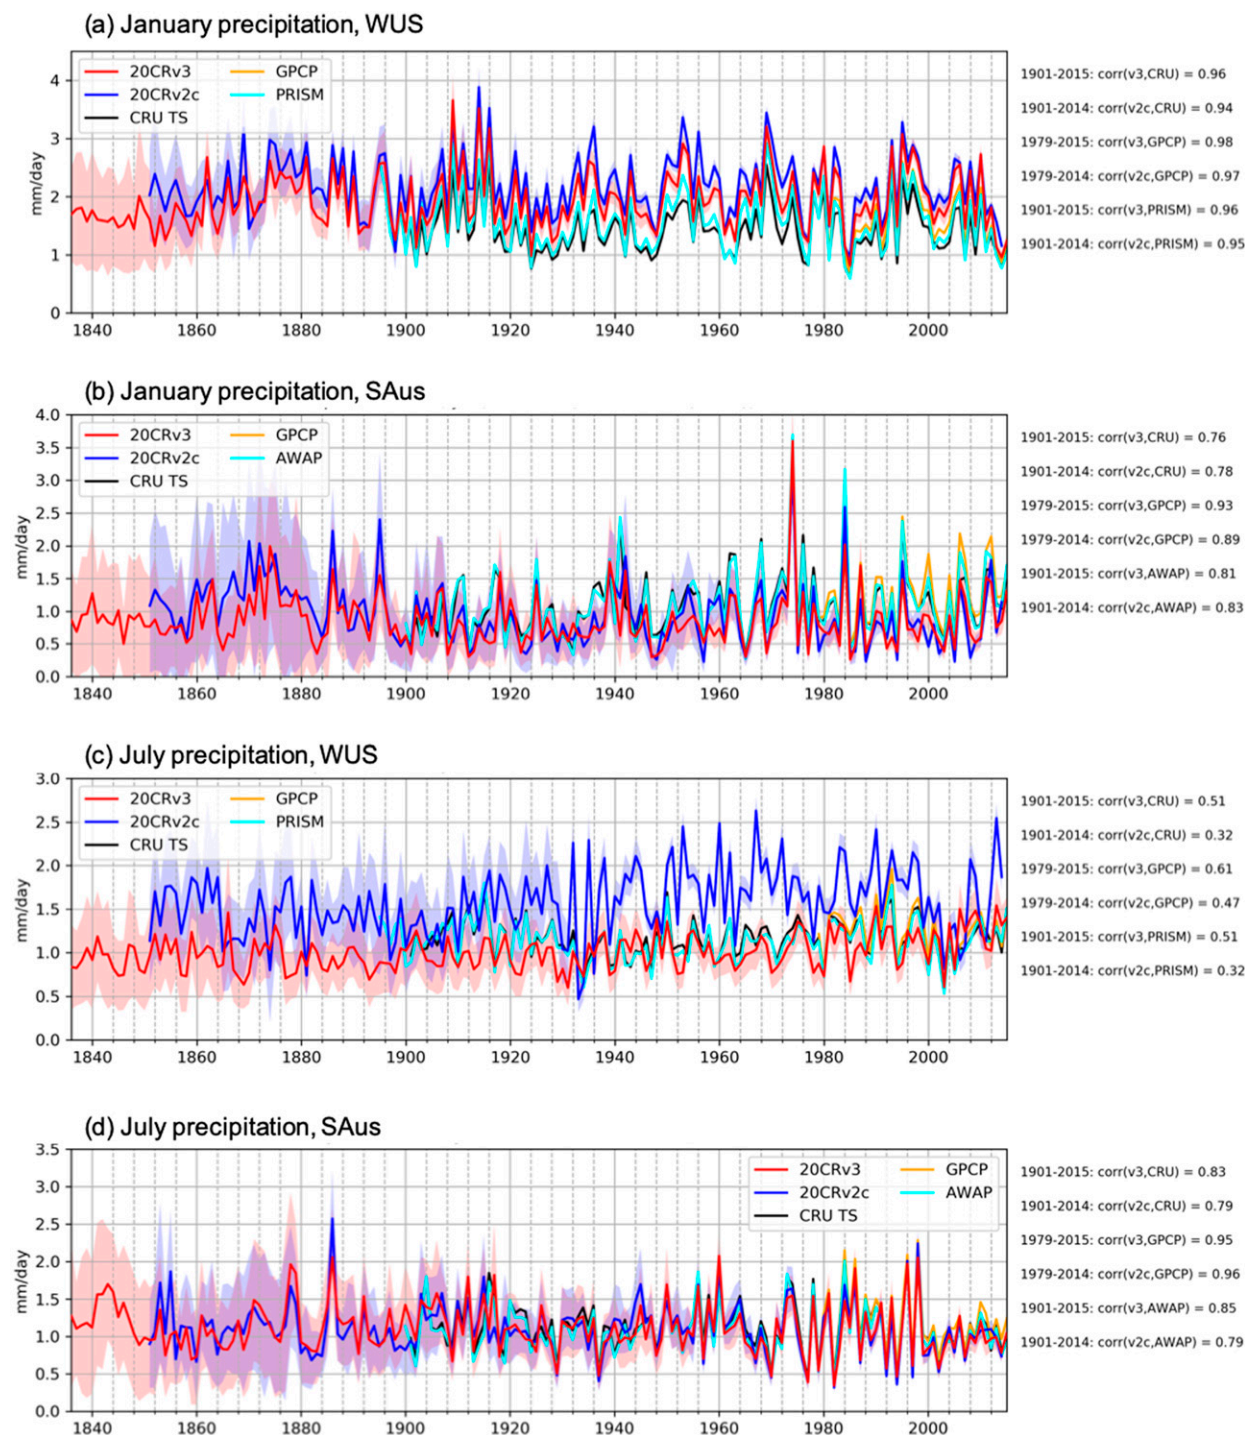 (a) January precipitation, WUS
20CRv3 GPCP
20CRv2c PRISM
CRU TS
mm/day
4
3
2
1
0
1840 1860 1880 1900 1920 1940 1960 1980 2000
1901-2015: corr(v3,CRU) = 0.96
1901-2014: corr(v2c,CRU) = 0.94
1979-2015: corr(v3,GPCP) = 0.98
1979-2014: corr(v2c,GPCP) = 0.97
1901-2015: corr(v3,PRISM) = 0.96
1901-2014: corr(v2c,PRISM) = 0.95
(b) January precipitation, SAus
20CRv3 GPCP
20CRv2c AWAP
CRU TS
mm/day
4.0
3.5
3.0
2.5
2.0
1.5
1.0
0.5
0.0
1840 1860 1880 1900 1920 1940 1960 1980 2000
1901-2015: corr(v3,CRU) = 0.76
1901-2014: corr(v2c,CRU) = 0.78
1979-2015: corr(v3,GPCP) = 0.93
1979-2014: corr(v2c,GPCP) = 0.89
1901-2015: corr(v3,AWAP) = 0.81
1901-2014: corr(v2c,AWAP) = 0.83
(c) July precipitation, WUS
20CRv3 GPCP
20CRv2c PRISM
CRU TS
mm/day
3.0
2.5
2.0
1.5
1.0
0.5
0.0
1840 1860 1880 1900 1920 1940 1960 1980 2000
1901-2015: corr(v3,CRU) = 0.51
1901-2014: corr(v2c,CRU) = 0.32
1979-2015: corr(v3,GPCP) = 0.61
1979-2014: corr(v2c,GPCP) = 0.47
1901-2015: corr(v3,PRISM) = 0.51
1901-2014: corr(v2c,PRISM) = 0.32
(d) July precipitation, SAus
20CRv3 GPCP
20CRv2c AWAP
CRU TS
mm/day
3.5
3.0
2.5
2.0
1.5
1.0
0.5
0.0
1840 1860 1880 1900 1920 1940 1960 1980 2000
1901-2015: corr(v3,CRU) = 0.83
1901-2014: corr(v2c,CRU) = 0.79
1979-2015: corr(v3,GPCP) = 0.95
1979-2014: corr(v2c,GPCP) = 0.96
1901-2015: corr(v3,AWAP) = 0.85
1901-2014: corr(v2c,AWAP) = 0.79